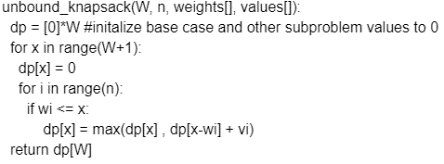 unbound_knapsack(W, n, weights[], values[]):
dp = [0]*W #initalize base case and other subproblem values to 0
for x in range(W+1):
dp[x] = 0
for i in range(n):
if wi <= x:
dp[x] = max(dp[x] , dp[x-wi] + vi)
return dp[W]